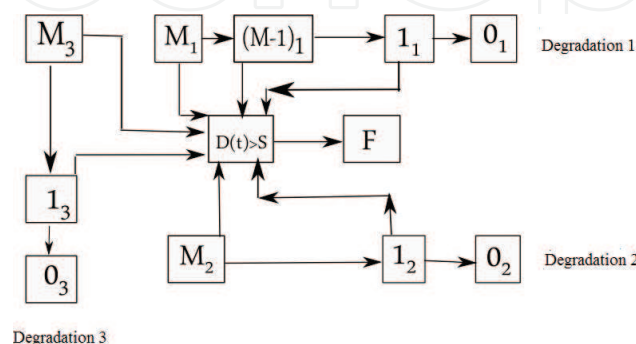 M₃ M₁ (M-1)₁ 1₁ 0₁ Degradation 1
D(t)>S F
1₃
M₂ 1₂ 0₂ Degradation 2
0₃
Degradation 3